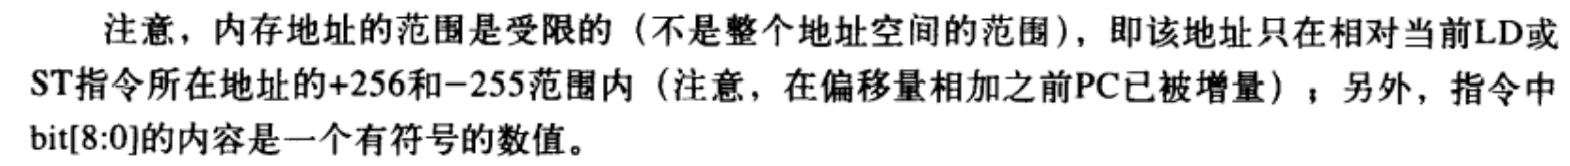 注意，内存地址的范围是受限的（不是整个地址空间的范围），即该地址只在相对当前LD或
ST指令所在地址的+256和−255范围内（注意，在偏移量相加之前PC已被增量）；另外，指令中
bit[8:0]的内容是一个有符号的数值。